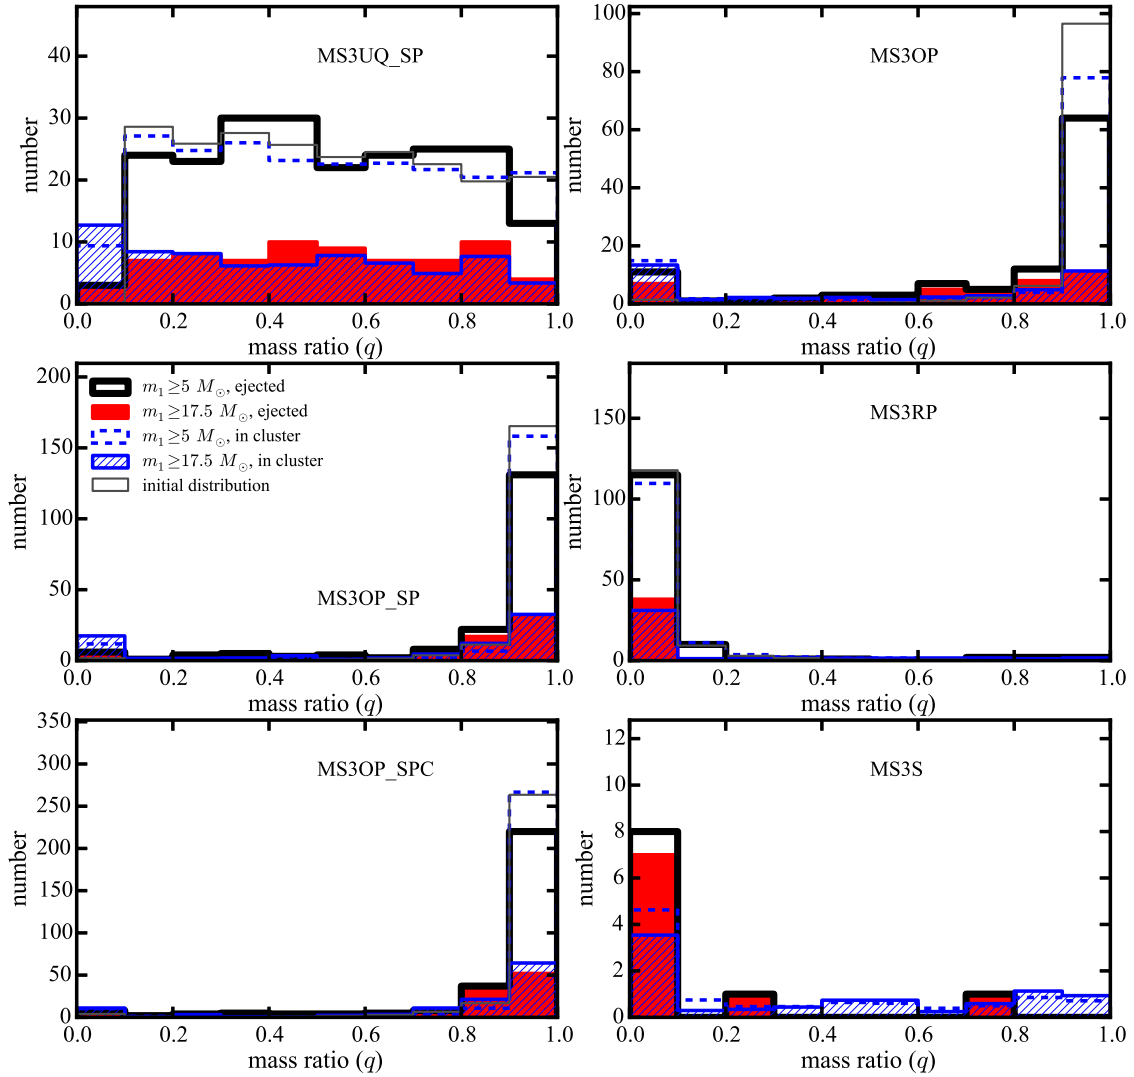 MS3UQ_SP
number
0
10
20
30
40
0.0 0.2 0.4 0.6 0.8 1.0
mass ratio (q)
MS3OP
number
0
20
40
60
80
100
0.0 0.2 0.4 0.6 0.8 1.0
mass ratio (q)
m₁≥5 M⊙, ejected
m₁≥17.5 M⊙, ejected
m₁≥5 M⊙, in cluster
m₁≥17.5 M⊙, in cluster
initial distribution
MS3OP_SP
number
0
50
100
150
200
0.0 0.2 0.4 0.6 0.8 1.0
mass ratio (q)
MS3RP
number
0
50
100
150
0.0 0.2 0.4 0.6 0.8 1.0
mass ratio (q)
MS3OP_SPC
number
0
50
100
150
200
250
300
350
0.0 0.2 0.4 0.6 0.8 1.0
mass ratio (q)
MS3S
number
0
2
4
6
8
10
12
0.0 0.2 0.4 0.6 0.8 1.0
mass ratio (q)